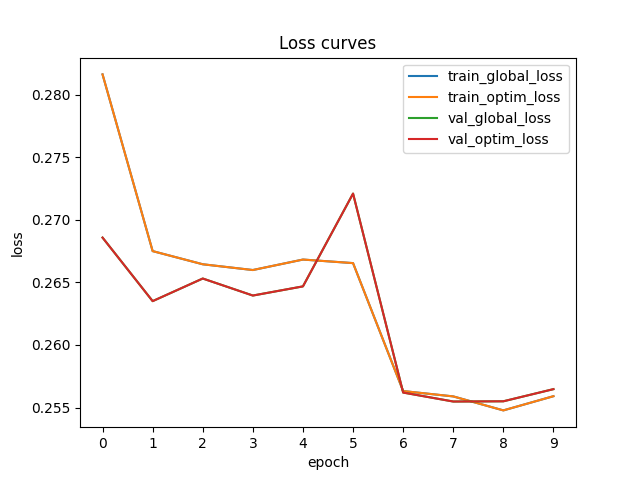 Loss curves
train_global_loss
train_optim_loss
val_global_loss
val_optim_loss
0.280
0.275
0.270
0.265
0.260
0.255
loss
0 1 2 3 4 5 6 7 8 9
epoch